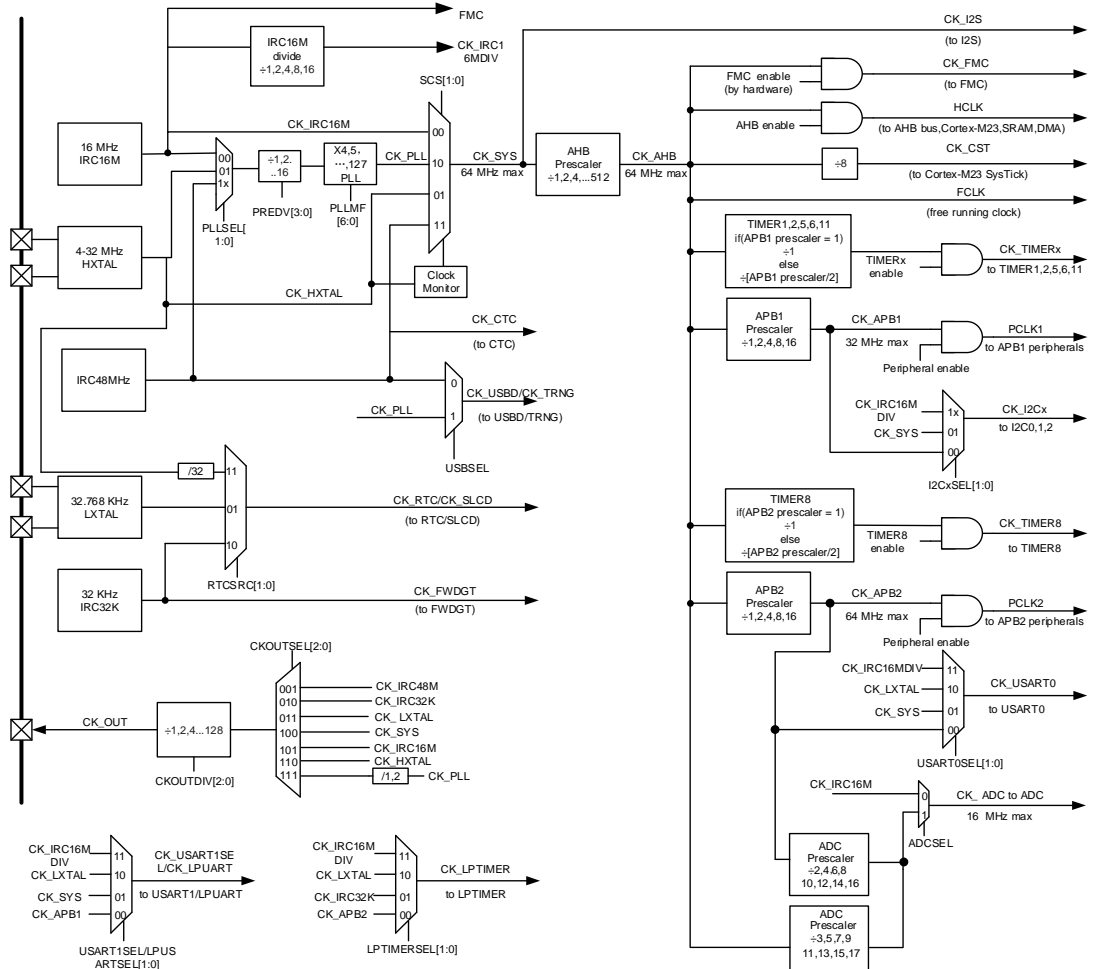 FMC
IRC16M
divide
÷1,2,4,8,16
CK_IRC1
6MDIV
16 MHz
IRC16M
CK_IRC16M
00
01
1x
PLLSEL[
1:0]
÷1,2.
..16
PREDV[3:0]
X4,5,
...,127
PLL
PLLMF
[6:0]
CK_PLL
SCS[1:0]
00
10
01
11
CK_SYS
64 MHz max
Clock
Monitor
4-32 MHz
HXTAL
CK_HXTAL
CK_CTC
(to CTC)
IRC48MHz
CK_PLL
0
1
USBSEL
CK_USBD/CK_TRNG
(to USBD/TRNG)
/32
11
01
10
RTCSRC[1:0]
32.768 KHz
LXTAL
CK_RTC/CK_SLCD
(to RTC/SLCD)
32 KHz
IRC32K
CK_FWDGT
(to FWDGT)
CKOUTSEL[2:0]
001
010
011
100
101
110
111
CK_IRC48M
CK_IRC32K
CK_ LXTAL
CK_SYS
CK_IRC16M
CK_HXTAL
/1,2
CK_PLL
CK_OUT
÷1,2,4...128
CKOUTDIV[2:0]
CK_IRC16M
DIV
CK_LXTAL
CK_SYS
CK_APB1
11
10
01
00
CK_USART1SE
L/CK_LPUART
to USART1/LPUART
USART1SEL/LPUS
ARTSEL[1:0]
CK_IRC16M
DIV
CK_LXTAL
CK_IRC32K
CK_APB2
11
10
01
00
CK_LPTIMER
to LPTIMER
LPTIMERSEL[1:0]
CK_I2S
(to I2S)
FMC enable
(by hardware)
CK_FMC
(to FMC)
AHB enable
HCLK
(to AHB bus,Cortex-M23,SRAM,DMA)
AHB
Prescaler
÷1,2,4,...512
CK_AHB
64 MHz max
÷8
CK_CST
(to Cortex-M23 SysTick)
FCLK
(free running clock)
TIMER1,2,5,6,11
if(APB1 prescaler = 1)
÷1
else
÷[APB1 prescaler/2]
TIMERx
enable
CK_TIMERx
to TIMER1,2,5,6,11
APB1
Prescaler
÷1,2,4,8,16
CK_APB1
32 MHz max
Peripheral enable
PCLK1
to APB1 peripherals
CK_IRC16M
DIV
CK_SYS
1x
01
00
I2CxSEL[1:0]
CK_I2Cx
to I2C0,1,2
TIMER8
if(APB2 prescaler = 1)
÷1
else
÷[APB2 prescaler/2]
TIMER8
enable
CK_TIMER8
to TIMER8
APB2
Prescaler
÷1,2,4,8,16
CK_APB2
64 MHz max
Peripheral enable
PCLK2
to APB2 peripherals
CK_IRC16MDIV
CK_LXTAL
CK_SYS
11
10
01
00
USART0SEL[1:0]
CK_USART0
to USART0
CK_IRC16M
0
1
ADCSEL
CK_ ADC to ADC
16 MHz max
ADC
Prescaler
÷2,4.6,8
10,12,14,16
ADC
Prescaler
÷3,5,7,9
11,13,15,17